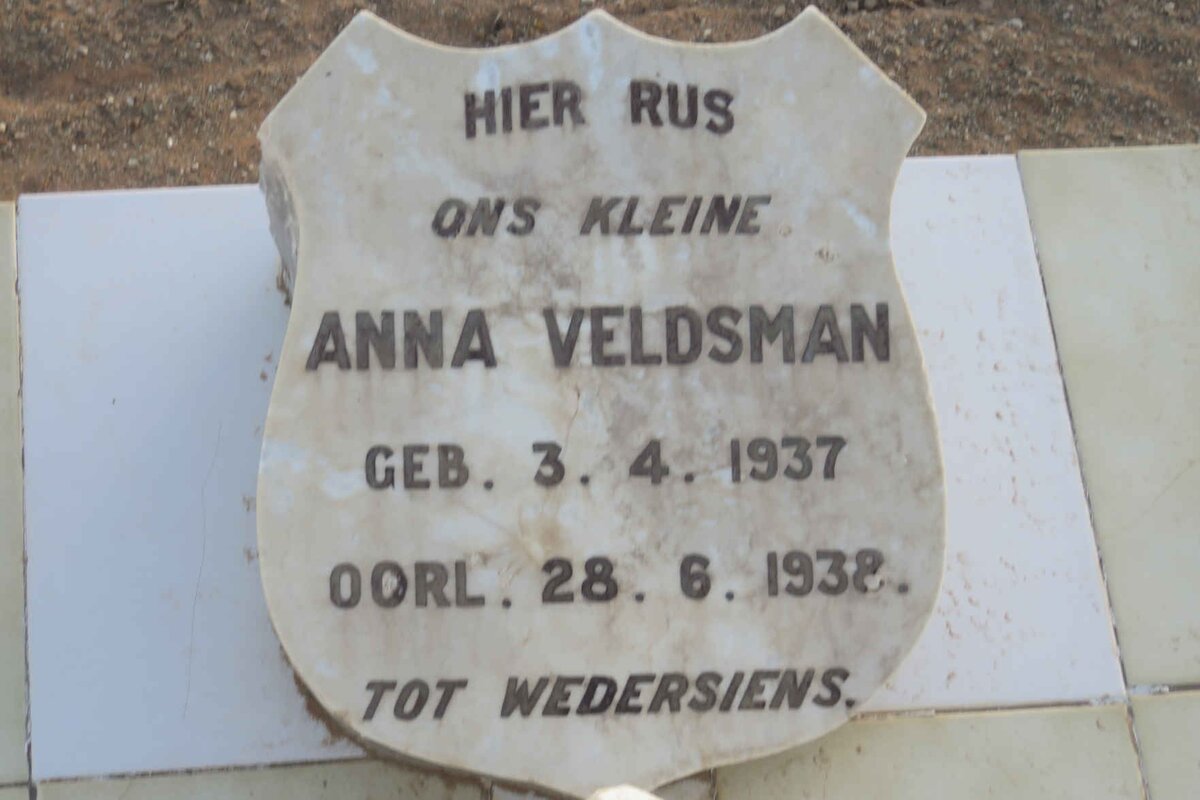 HIER RUS
ONS KLEINE
ANNA VELDSMAN
GEB. 3. 4. 1937
OORL. 28. 6. 1938.
TOT WEDERSIENS.